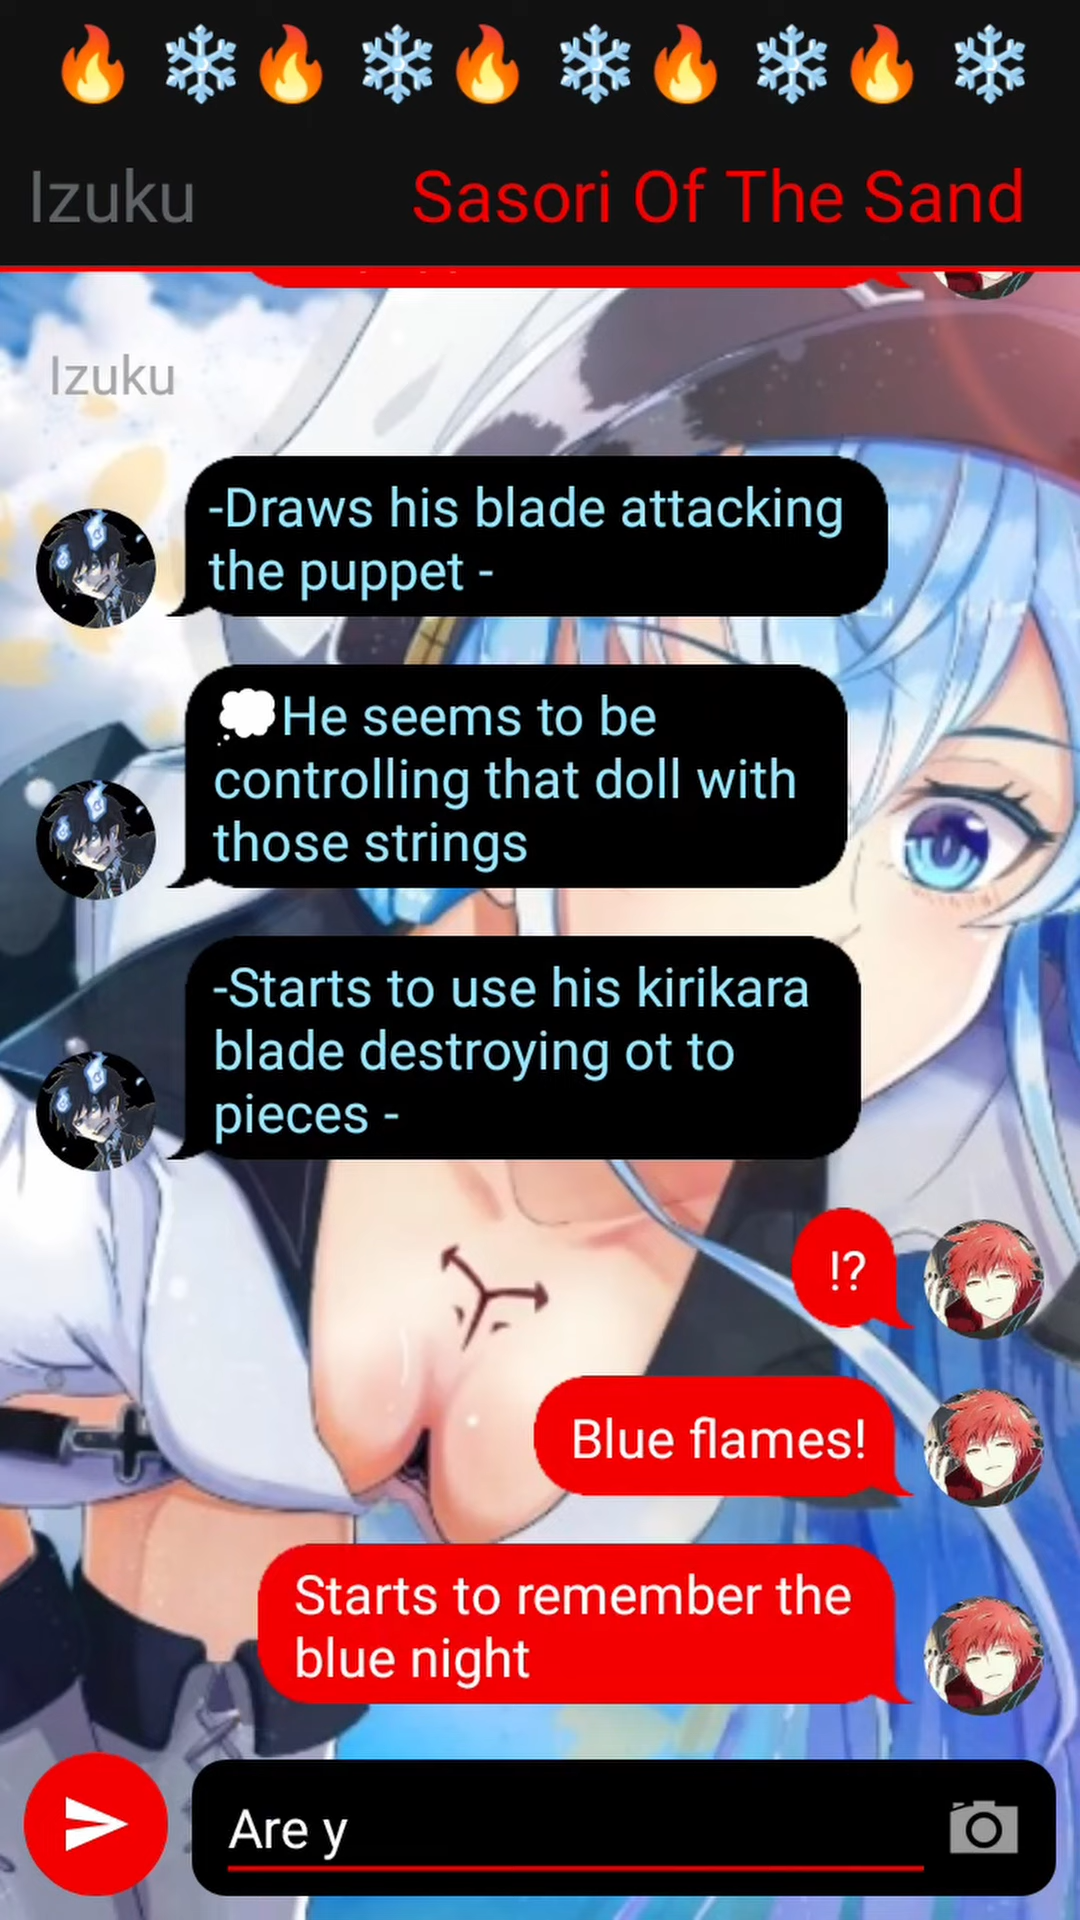 🔥 ❄️🔥 ❄️🔥 ❄️🔥 ❄️🔥 ❄️
Izuku
Sasori Of The Sand
Izuku
-Draws his blade attacking
the puppet -
💭He seems to be
controlling that doll with
those strings
-Starts to use his kirikara
blade destroying ot to
pieces -
!?
Blue flames!
Starts to remember the
blue night
Are y